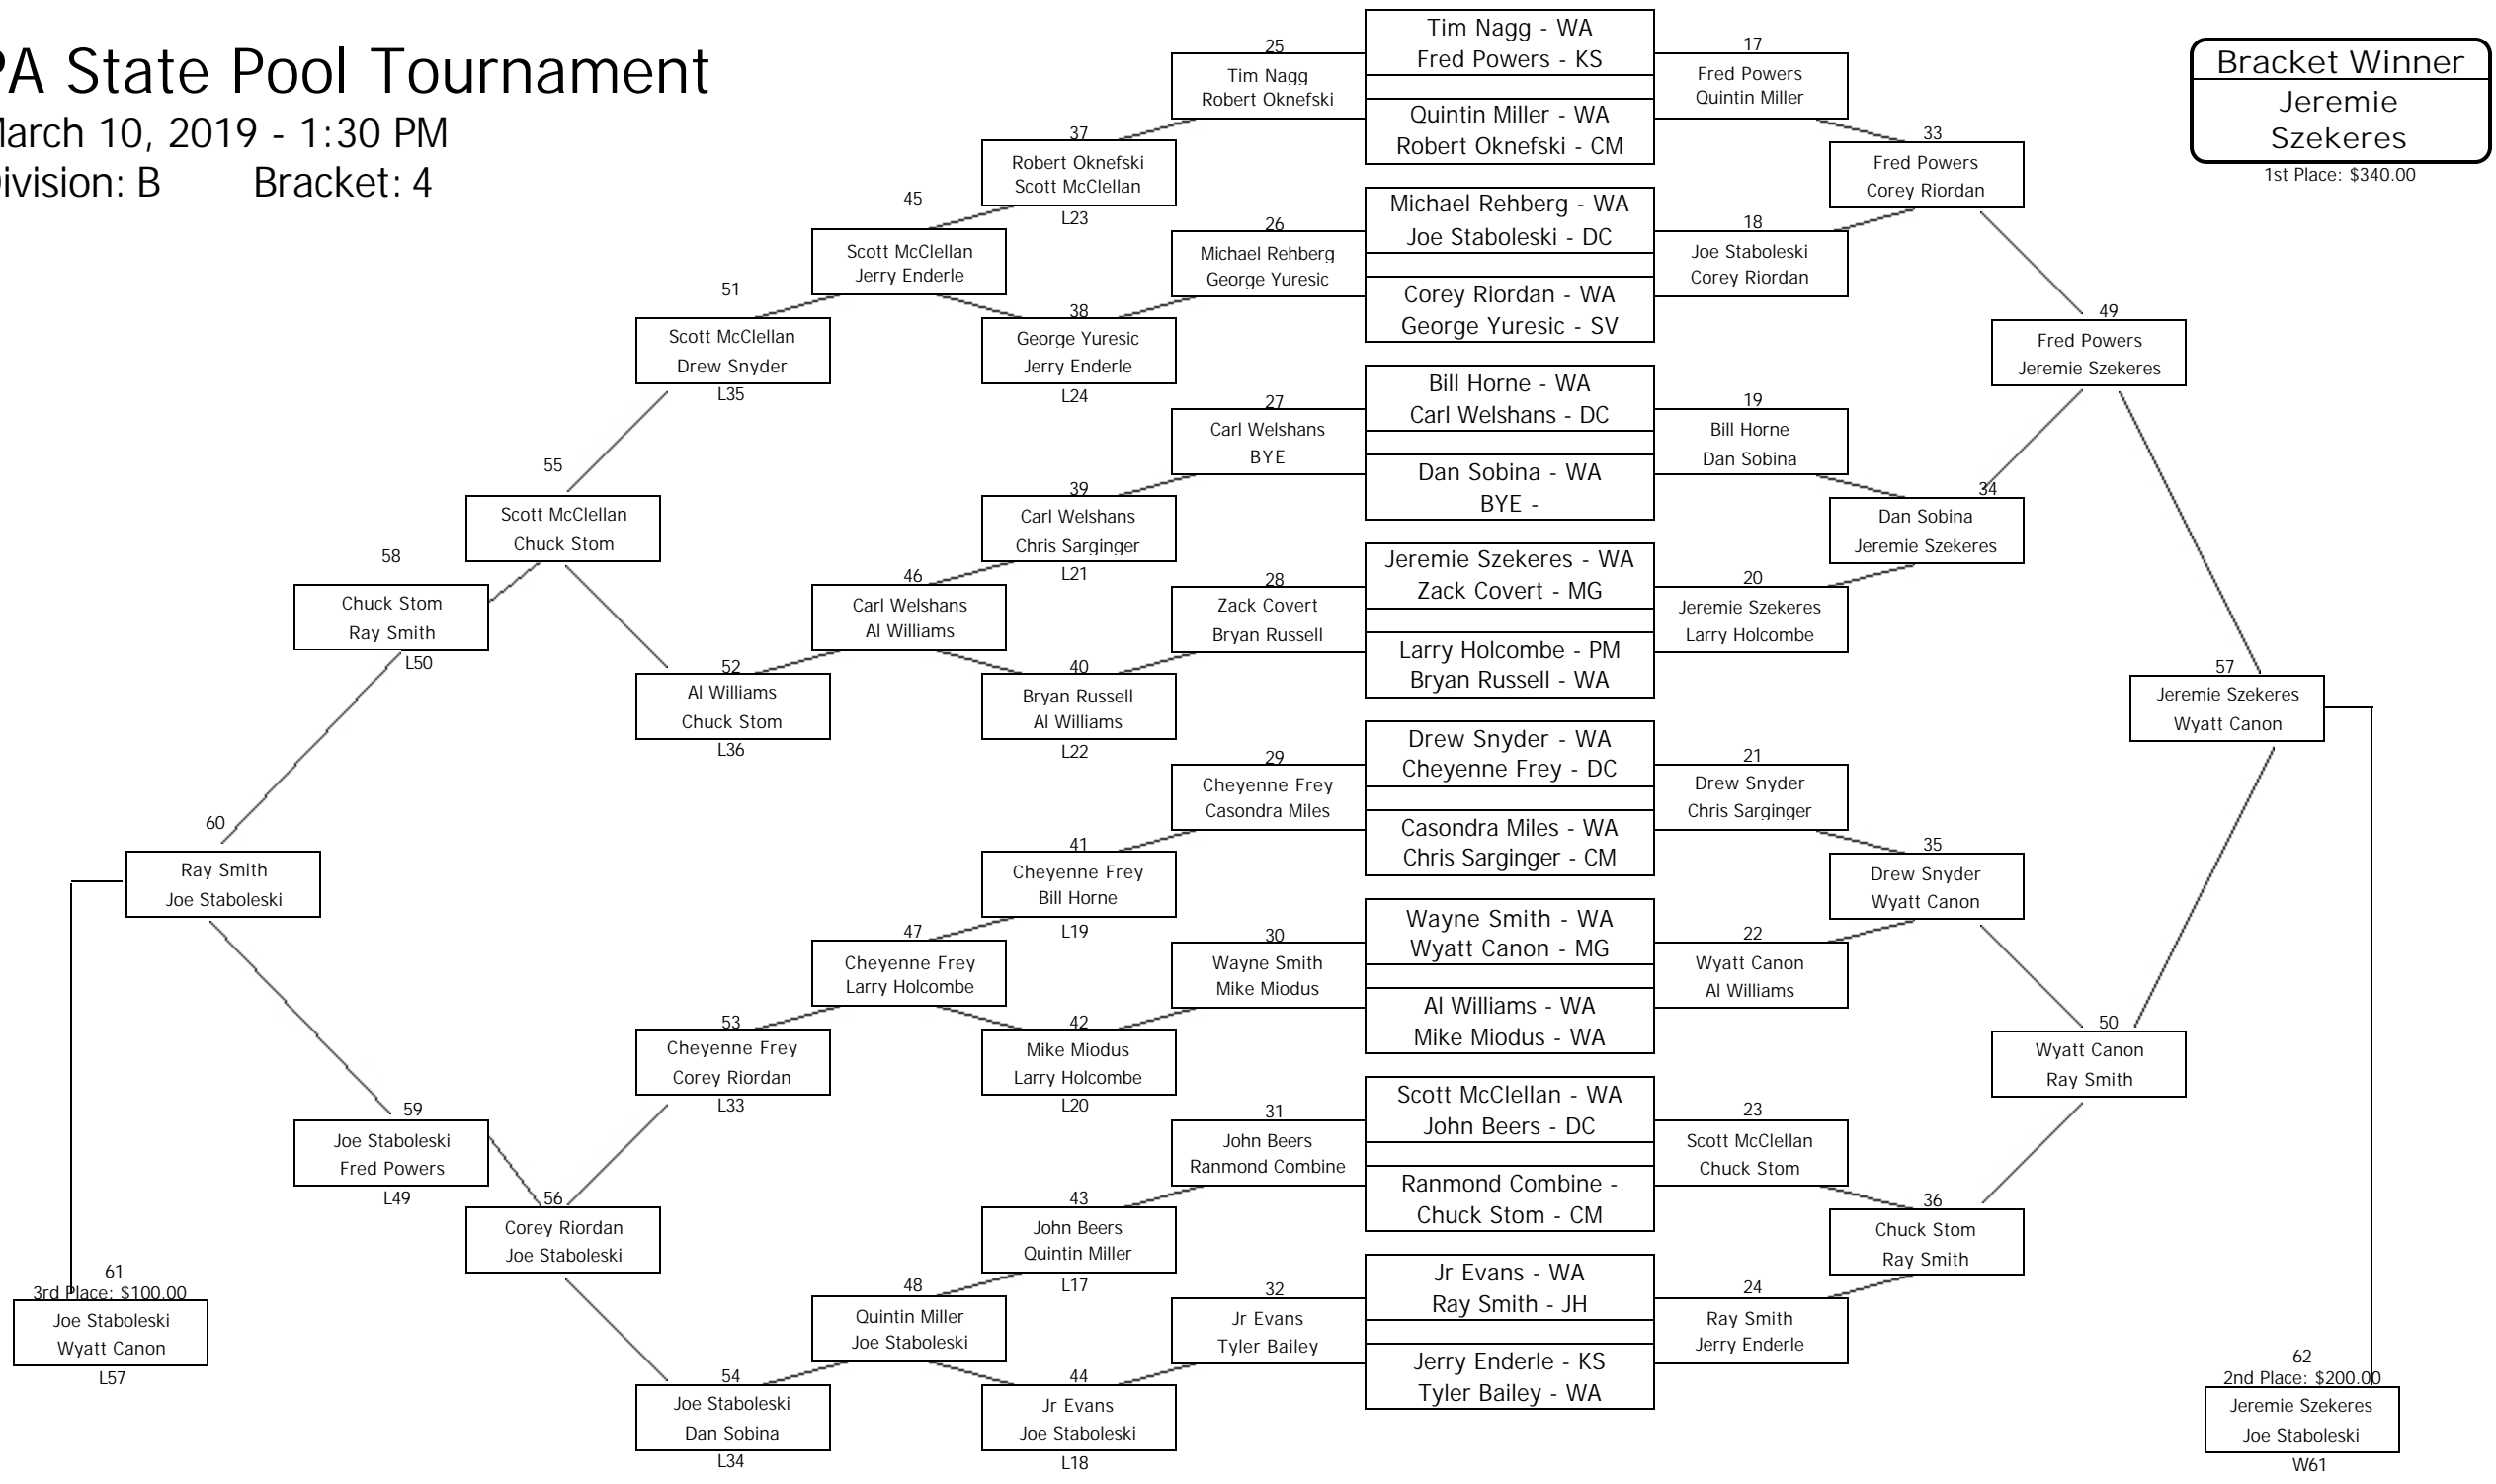 PA State Pool Tournament
March 10, 2019 - 1:30 PM
Division: B Bracket: 4
Bracket Winner
Jeremie
Szekeres
1st Place: $340.00
Tim Nagg - WA
Fred Powers - KS
Quintin Miller - WA
Robert Oknefski - CM
Michael Rehberg - WA
Joe Staboleski - DC
Corey Riordan - WA
George Yuresic - SV
Bill Horne - WA
Carl Welshans - DC
Dan Sobina - WA
BYE -
Jeremie Szekeres - WA
Zack Covert - MG
Larry Holcombe - PM
Bryan Russell - WA
Drew Snyder - WA
Cheyenne Frey - DC
Casondra Miles - WA
Chris Sarginger - CM
Wayne Smith - WA
Wyatt Canon - MG
Al Williams - WA
Mike Miodus - WA
Scott McClellan - WA
John Beers - DC
Ranmond Combine -
Chuck Stom - CM
Jr Evans - WA
Ray Smith - JH
Jerry Enderle - KS
Tyler Bailey - WA
17
Fred Powers
Quintin Miller
18
Joe Staboleski
Corey Riordan
19
Bill Horne
Dan Sobina
20
Jeremie Szekeres
Larry Holcombe
21
Drew Snyder
Chris Sarginger
22
Wyatt Canon
Al Williams
23
Scott McClellan
Chuck Stom
24
Ray Smith
Jerry Enderle
25
Tim Nagg
Robert Oknefski
26
Michael Rehberg
George Yuresic
27
Carl Welshans
BYE
28
Zack Covert
Bryan Russell
29
Cheyenne Frey
Casondra Miles
30
Wayne Smith
Mike Miodus
31
John Beers
Ranmond Combine
32
Jr Evans
Tyler Bailey
33
Fred Powers
Corey Riordan
34
Dan Sobina
Jeremie Szekeres
35
Drew Snyder
Wyatt Canon
36
Chuck Stom
Ray Smith
37
Robert Oknefski
Scott McClellan
L23
38
George Yuresic
Jerry Enderle
L24
39
Carl Welshans
Chris Sarginger
L21
40
Bryan Russell
Al Williams
L22
41
Cheyenne Frey
Bill Horne
L19
42
Mike Miodus
Larry Holcombe
L20
43
John Beers
Quintin Miller
L17
44
Jr Evans
Joe Staboleski
L18
45
Scott McClellan
Jerry Enderle
46
Carl Welshans
Al Williams
47
Cheyenne Frey
Larry Holcombe
48
Quintin Miller
Joe Staboleski
49
Fred Powers
Jeremie Szekeres
50
Wyatt Canon
Ray Smith
51
Scott McClellan
Drew Snyder
L35
52
Al Williams
Chuck Stom
L36
53
Cheyenne Frey
Corey Riordan
L33
54
Joe Staboleski
Dan Sobina
L34
55
Scott McClellan
Chuck Stom
56
Corey Riordan
Joe Staboleski
57
Jeremie Szekeres
Wyatt Canon
58
Chuck Stom
Ray Smith
L50
59
Joe Staboleski
Fred Powers
L49
60
Ray Smith
Joe Staboleski
61
3rd Place: $100.00
Joe Staboleski
Wyatt Canon
L57
62
2nd Place: $200.00
Jeremie Szekeres
Joe Staboleski
W61